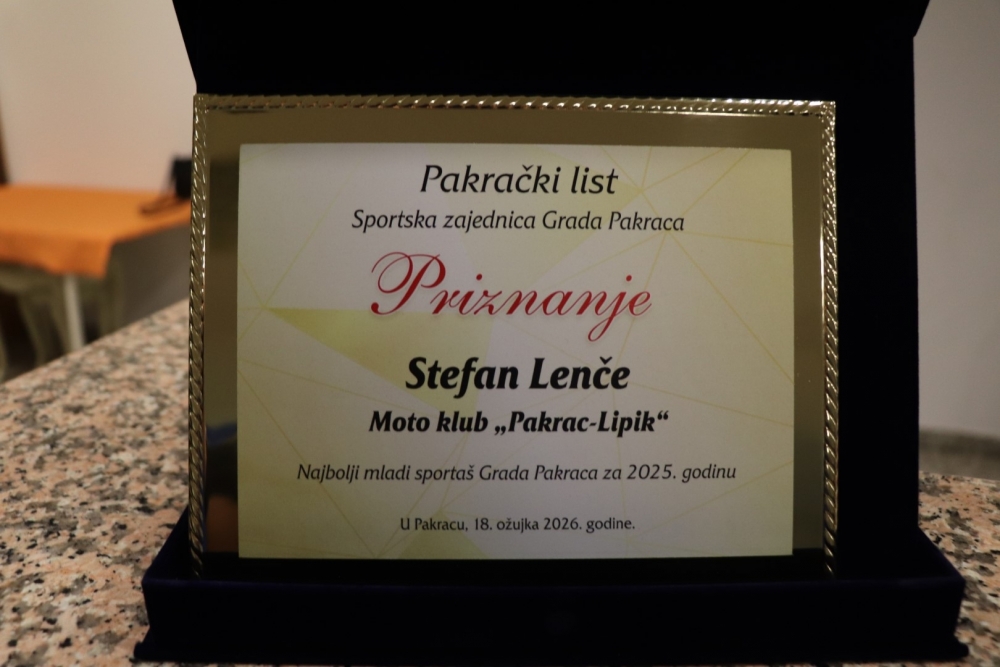 Pakrački list
Sportska zajednica Grada Pakraca
Priznanje
Stefan Lenče
Moto klub „Pakrac-Lipik“
Najbolji mladi sportaš Grada Pakraca za 2025. godinu
U Pakracu, 18. ožujka 2026. godine.